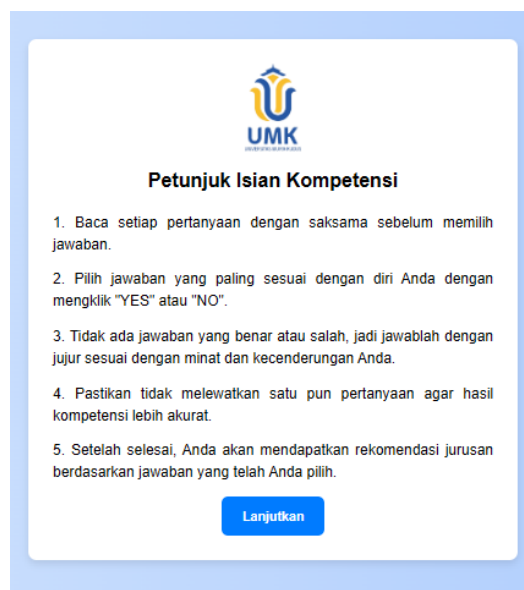 UMK
UNIVERSITAS MURIA KUDUS
Petunjuk Isian Kompetensi
1. Baca setiap pertanyaan dengan saksama sebelum memilih
jawaban.
2. Pilih jawaban yang paling sesuai dengan diri Anda dengan
mengklik "YES" atau "NO".
3. Tidak ada jawaban yang benar atau salah, jadi jawablah dengan
jujur sesuai dengan minat dan kecenderungan Anda.
4. Pastikan tidak melewatkan satu pun pertanyaan agar hasil
kompetensi lebih akurat.
5. Setelah selesai, Anda akan mendapatkan rekomendasi jurusan
berdasarkan jawaban yang telah Anda pilih.
Lanjutkan